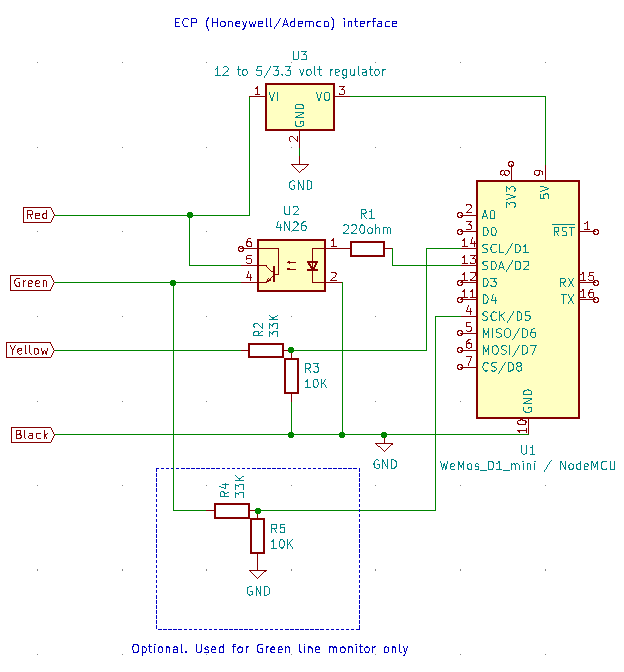 ECP (Honeywell/Ademco) interface
U3
12 to 5/3.3 volt regulator
1 VI VO 3
GND
2
GND
8 9
3V3 5V
Red
U2
4N26
R1
220ohm
6 1
5
4 2
2 A0
3 D0 RST 1
14 SCL/D1
13 SDA/D2
12 D3 RX 15
11 D4 TX 16
4 SCK/D5
5 MISO/D6
6 MOSI/D7
7 CS/D8
GND
10
Green
Yellow
R2
33K
R3
10K
Black
GND
U1
WeMos_D1_mini / NodeMCU
R4
33K
R5
10K
GND
Optional. Used for Green line monitor only